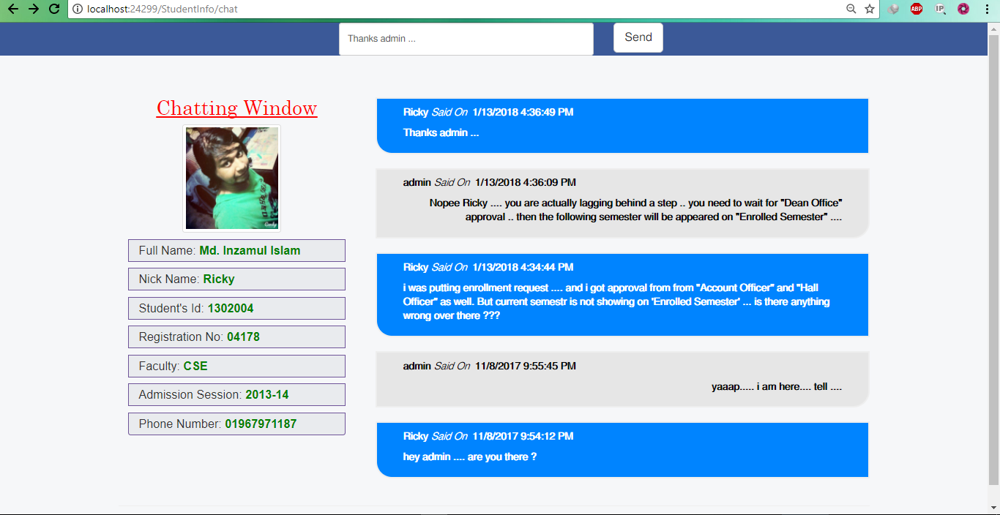 localhost:24299/StudentInfo/chat
ABP
IP
Thanks admin ...
Send
Chatting Window
Full Name: Md. Inzamul Islam
Nick Name: Ricky
Student's Id: 1302004
Registration No: 04178
Faculty: CSE
Admission Session: 2013-14
Phone Number: 01967971187
Ricky Said On 1/13/2018 4:36:49 PM
Thanks admin ...
admin Said On 1/13/2018 4:36:09 PM
Nopee Ricky .... you are actually lagging behind a step .. you need to wait for "Dean Office"
approval .. then the following semester will be appeared on "Enrolled Semester" ....
Ricky Said On 1/13/2018 4:34:44 PM
i was putting enrollment request .... and i got approval from from "Account Officer" and "Hall
Officer" as well. But current semestr is not showing on 'Enrolled Semester' ... is there anything
wrong over there ???
admin Said On 11/8/2017 9:55:45 PM
yaaap..... i am here.... tell ....
Ricky Said On 11/8/2017 9:54:12 PM
hey admin .... are you there ?